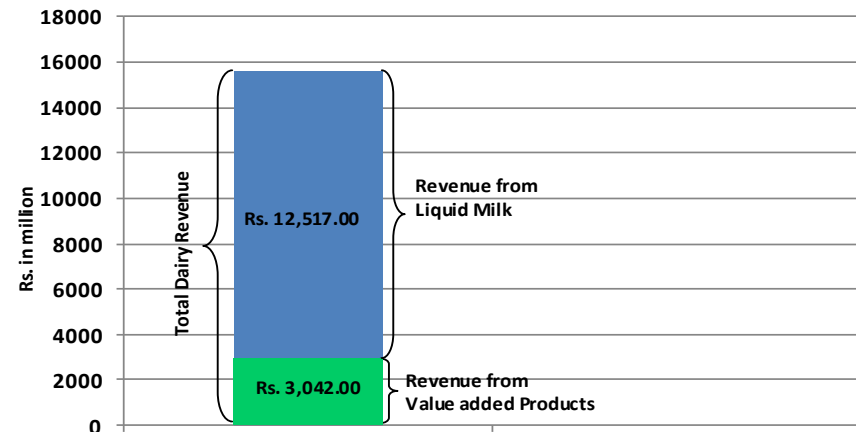 18000
16000
14000
12000
10000
8000
6000
4000
2000
0
Rs. in million
Total Dairy Revenue
Rs. 12,517.00
Revenue from
Liquid Milk
Rs. 3,042.00
Revenue from
Value added Products